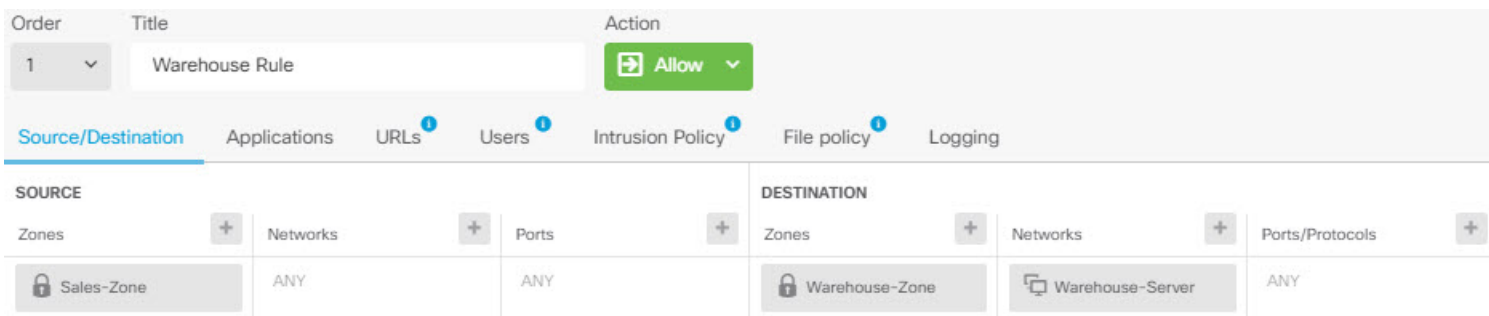 Order Title Action
1 Warehouse Rule Allow
Source/Destination Applications URLs Users Intrusion Policy File policy Logging
SOURCE DESTINATION
Zones + Networks + Ports + Zones + Networks + Ports/Protocols +
Sales-Zone ANY ANY Warehouse-Zone Warehouse-Server ANY